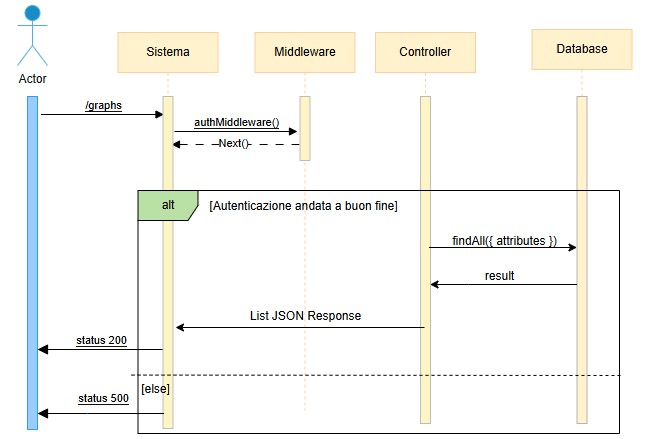 Sistema
Middleware
Controller
Database
Actor
/graphs
authMiddleware()
Next()
alt
[Autenticazione andata a buon fine]
findAll({ attributes })
result
List JSON Response
status 200
[else]
status 500